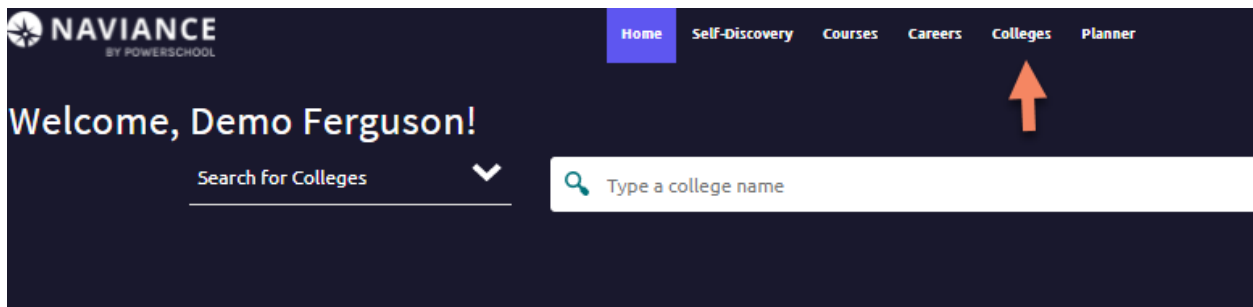 NAVIANCE
BY POWERSCHOOL
Home Self-Discovery Courses Careers Colleges Planner
Welcome, Demo Ferguson!
Search for Colleges
Type a college name